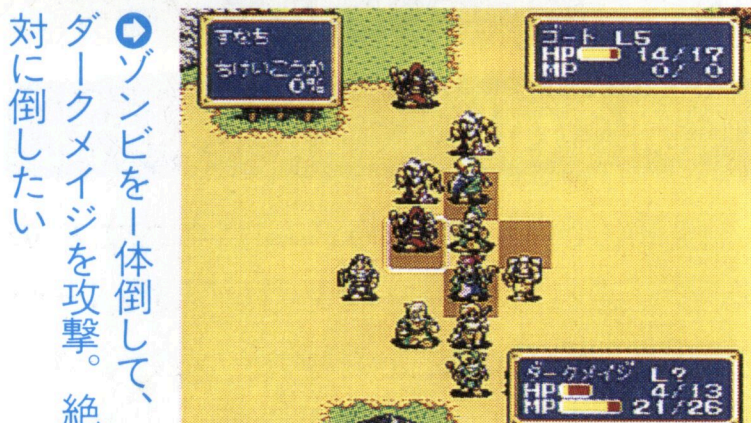 ➲ゾンビを一体倒して、
ダークメイジを攻撃。絶
対に倒したい
すなち
ちけいこうか
0%
ゴート L5
HP 14/17
MP 0/ 0
ダークメイジ L?
HP 4/13
MP 21/26